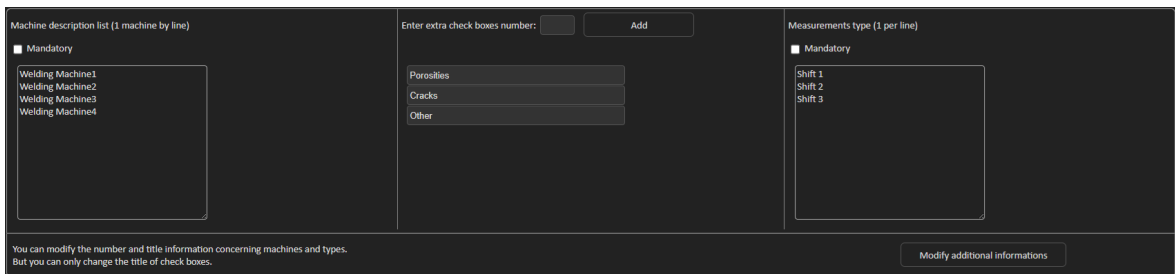 Machine description list (1 machine by line)
Mandatory
Welding Machine1
Welding Machine2
Welding Machine3
Welding Machine4
Enter extra check boxes number:
Add
Porosities
Cracks
Other
Measurements type (1 per line)
Mandatory
Shift 1
Shift 2
Shift 3
You can modify the number and title information concerning machines and types.
But you can only change the title of check boxes.
Modify additional informations